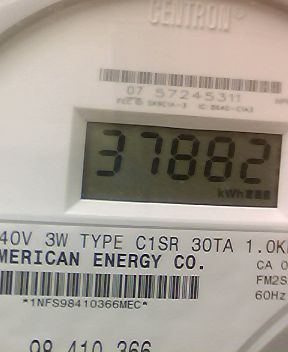 CENTRON®
07 57245311
37882
kWh
40V 3W TYPE C1SR 30TA 1.0K
MERICAN ENERGY CO.
CA 0
FM2S
60Hz
*1NFS98410366MEC*
98 410 366